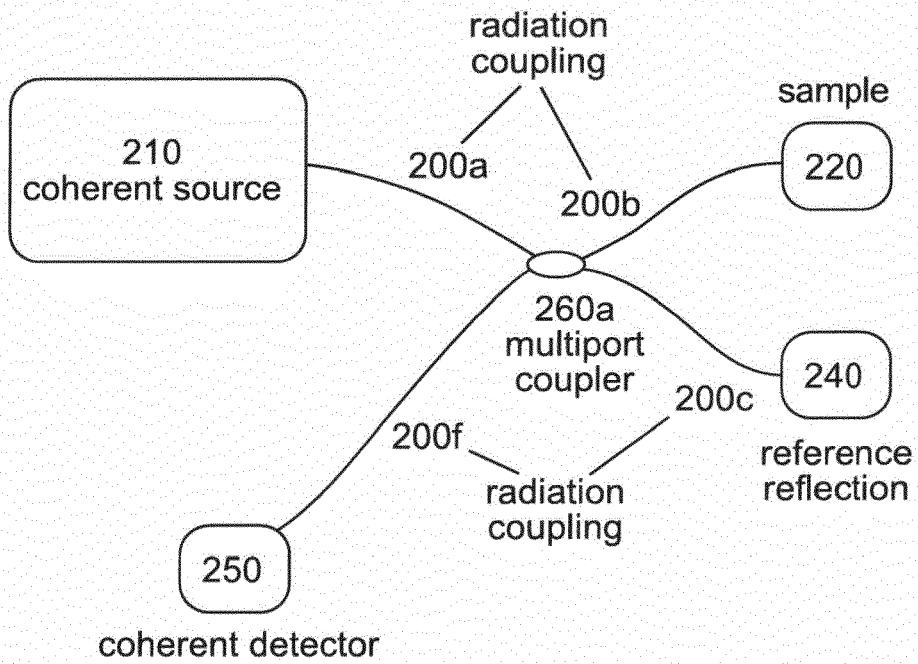 radiation
coupling
sample
210
coherent source
200a
220
200b
260a
multiport
coupler
240
200c
200f
reference
reflection
radiation
coupling
250
coherent detector